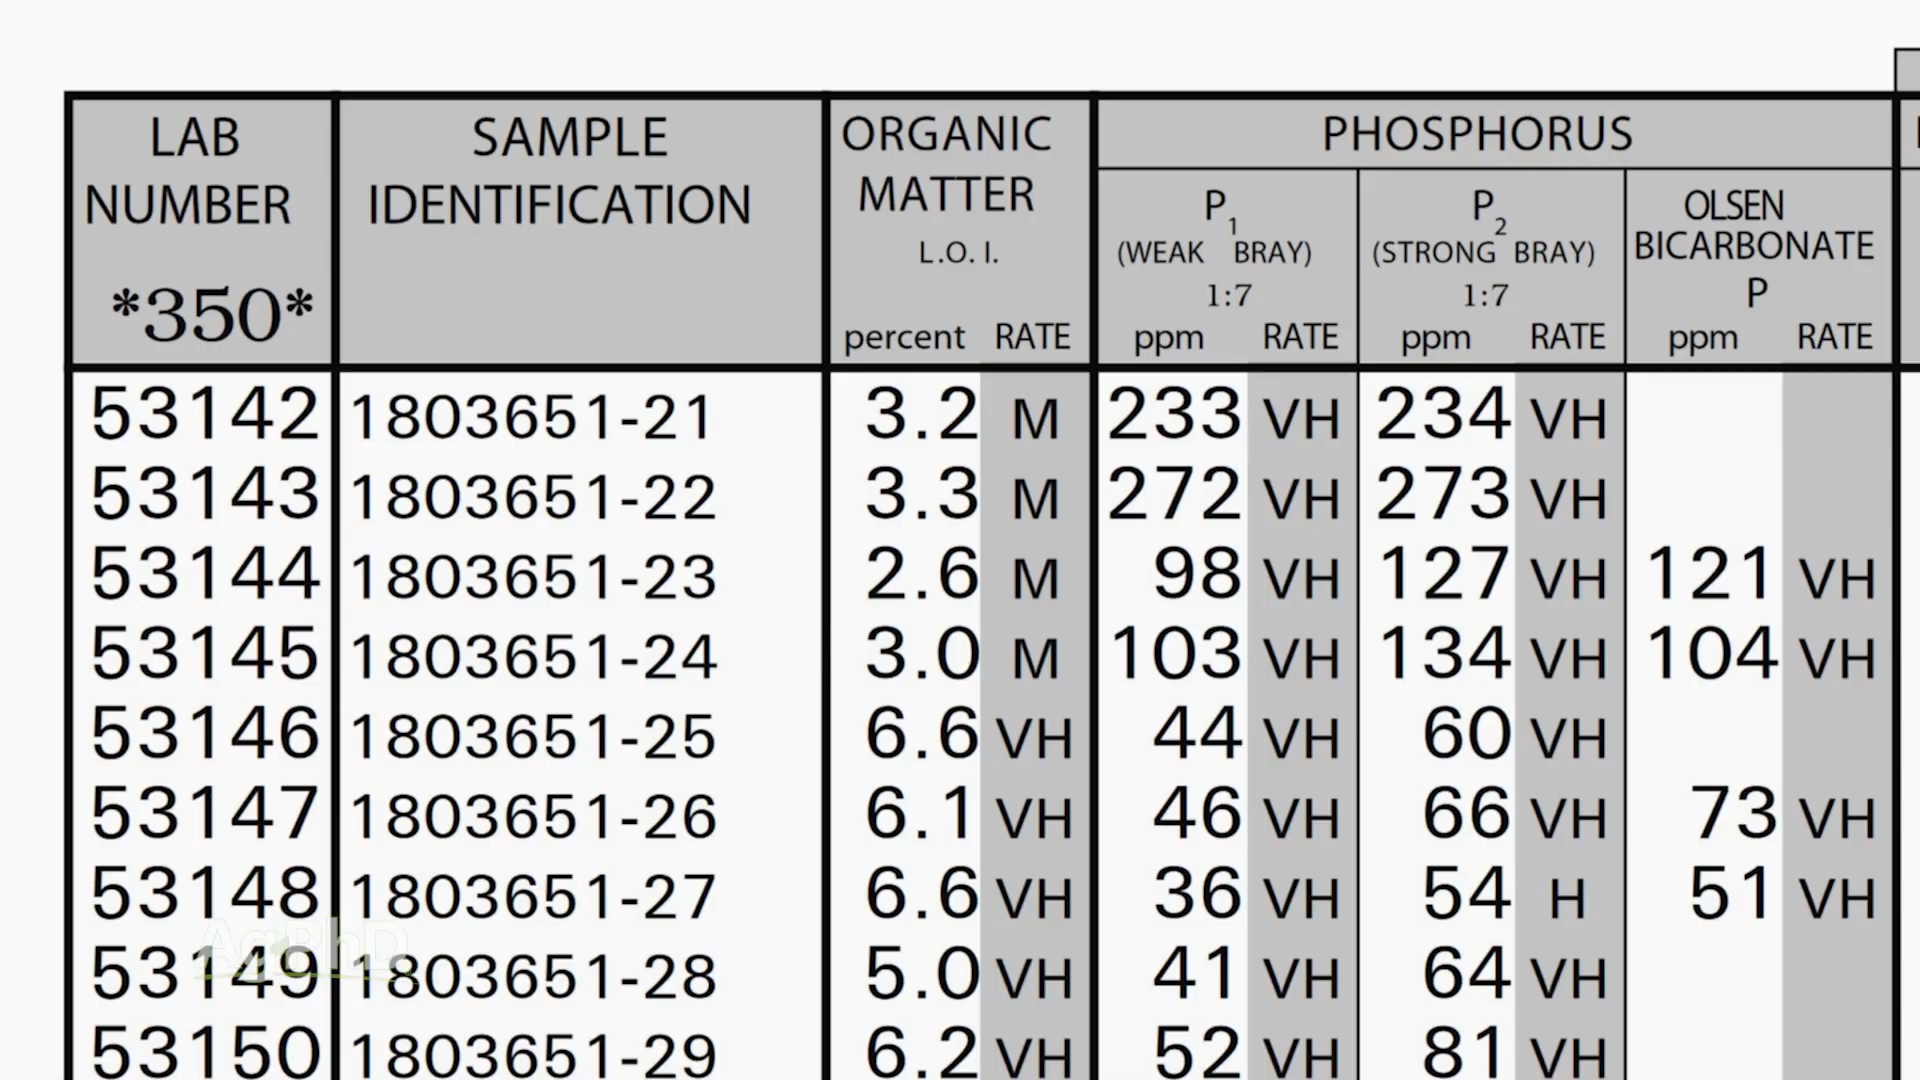 LAB NUMBER *350*
SAMPLE IDENTIFICATION
ORGANIC MATTER L.O.I. percent RATE
PHOSPHORUS
P1 (WEAK BRAY) 1:7 ppm RATE
P2 (STRONG BRAY) 1:7 ppm RATE
OLSEN BICARBONATE P ppm RATE
53142 1803651-21 3.2 M 233 VH 234 VH
53143 1803651-22 3.3 M 272 VH 273 VH
53144 1803651-23 2.6 M 98 VH 127 VH 121 VH
53145 1803651-24 3.0 M 103 VH 134 VH 104 VH
53146 1803651-25 6.6 VH 44 VH 60 VH
53147 1803651-26 6.1 VH 46 VH 66 VH 73 VH
53148 1803651-27 6.6 VH 36 VH 54 H 51 VH
AgPhD
53149 1803651-28 5.0 VH 41 VH 64 VH
53150 1803651-29 6.2 VH 52 VH 81 VH